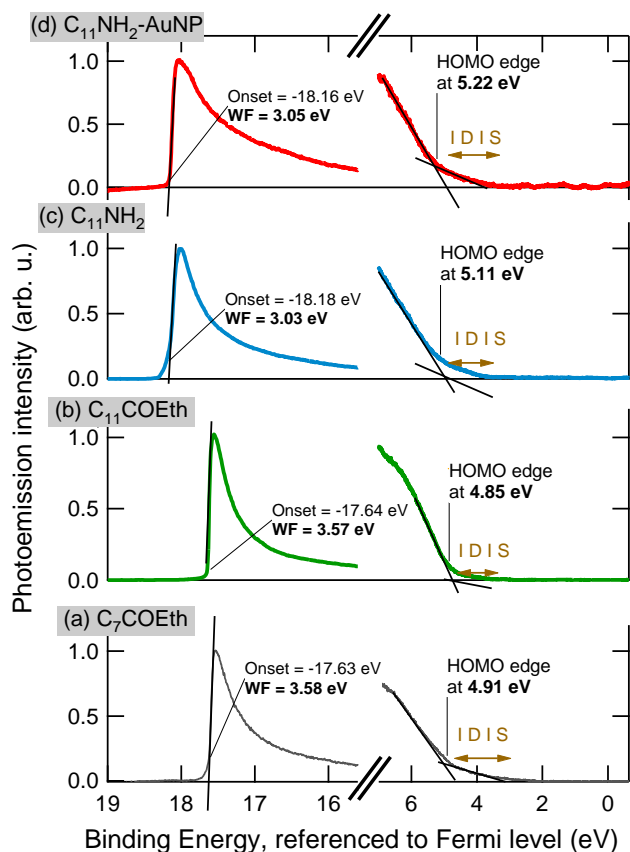 (d) C₁₁NH₂-AuNP
1.0
0.5
0.0
Onset = -18.16 eV
WF = 3.05 eV
HOMO edge
at 5.22 eV
I D I S
(c) C₁₁NH₂
1.0
0.5
0.0
Onset = -18.18 eV
WF = 3.03 eV
HOMO edge
at 5.11 eV
I D I S
(b) C₁₁COEth
1.0
0.5
0.0
Onset = -17.64 eV
WF = 3.57 eV
HOMO edge
at 4.85 eV
I D I S
(a) C₇COEth
1.0
0.5
0.0
Onset = -17.63 eV
WF = 3.58 eV
HOMO edge
at 4.91 eV
I D I S
19 18 17 16 6 4 2 0
Binding Energy, referenced to Fermi level (eV)
Photoemission intensity (arb. u.)